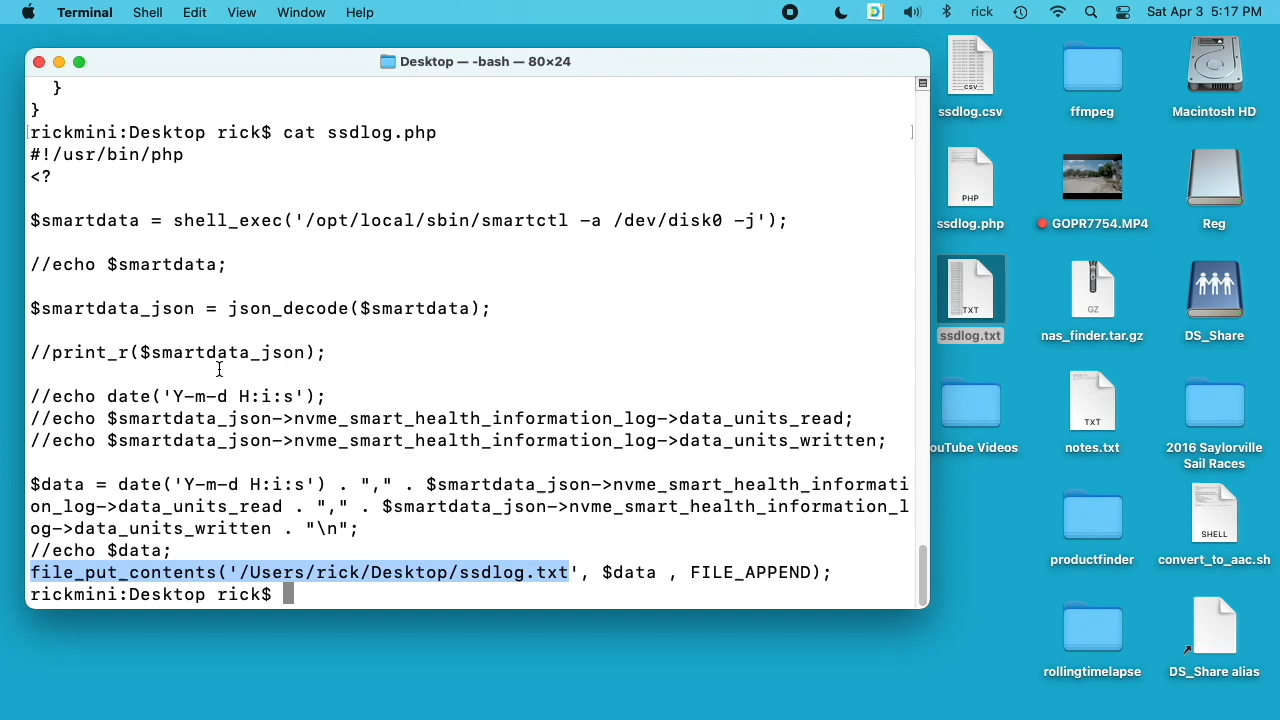 Terminal Shell Edit View Window Help
D rick Sat Apr 3 5:17 PM
Desktop — -bash — 80×24
}
}
rickmini:Desktop rick$ cat ssdlog.php
#!/usr/bin/php
<?
$smartdata = shell_exec('/opt/local/sbin/smartctl -a /dev/disk0 -j');
//echo $smartdata;
$smartdata_json = json_decode($smartdata);
//print_r($smartdata_json);
//echo date('Y-m-d H:i:s');
//echo $smartdata_json->nvme_smart_health_information_log->data_units_read;
//echo $smartdata_json->nvme_smart_health_information_log->data_units_written;
$data = date('Y-m-d H:i:s') . "," . $smartdata_json->nvme_smart_health_informati
on_log->data_units_read . "," . $smartdata_json->nvme_smart_health_information_l
og->data_units_written . "\n";
//echo $data;
file_put_contents('/Users/rick/Desktop/ssdlog.txt', $data , FILE_APPEND);
rickmini:Desktop rick$
CSV
ssdlog.csv
ffmpeg
Macintosh HD
PHP
ssdlog.php
GOPR7754.MP4
Reg
TXT
ssdlog.txt
GZ
nas_finder.tar.gz
DS_Share
ouTube Videos
TXT
notes.txt
2016 Saylorville
Sail Races
productfinder
SHELL
convert_to_aac.sh
rollingtimelapse
DS_Share alias